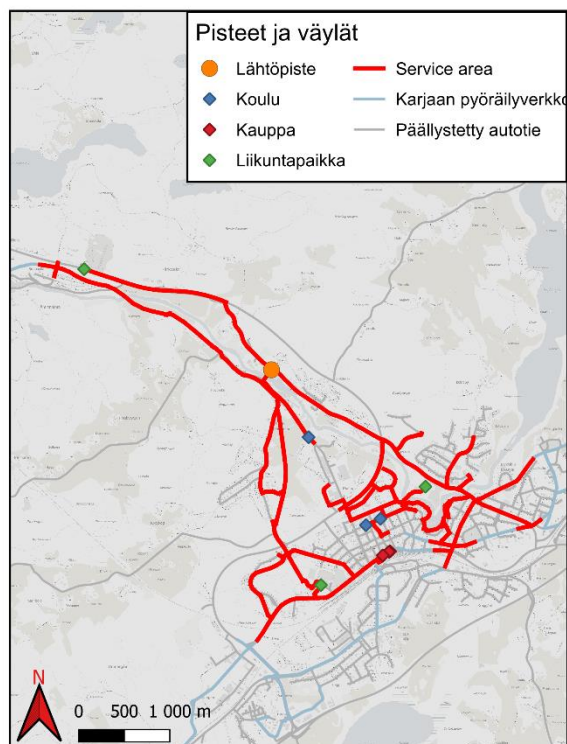 Pisteet ja väylät
Lähtöpiste
Service area
Koulu
Karjaan pyöräilyverkko
Kauppa
Päällystetty autotie
Liikuntapaikka
N
0 500 1 000 m